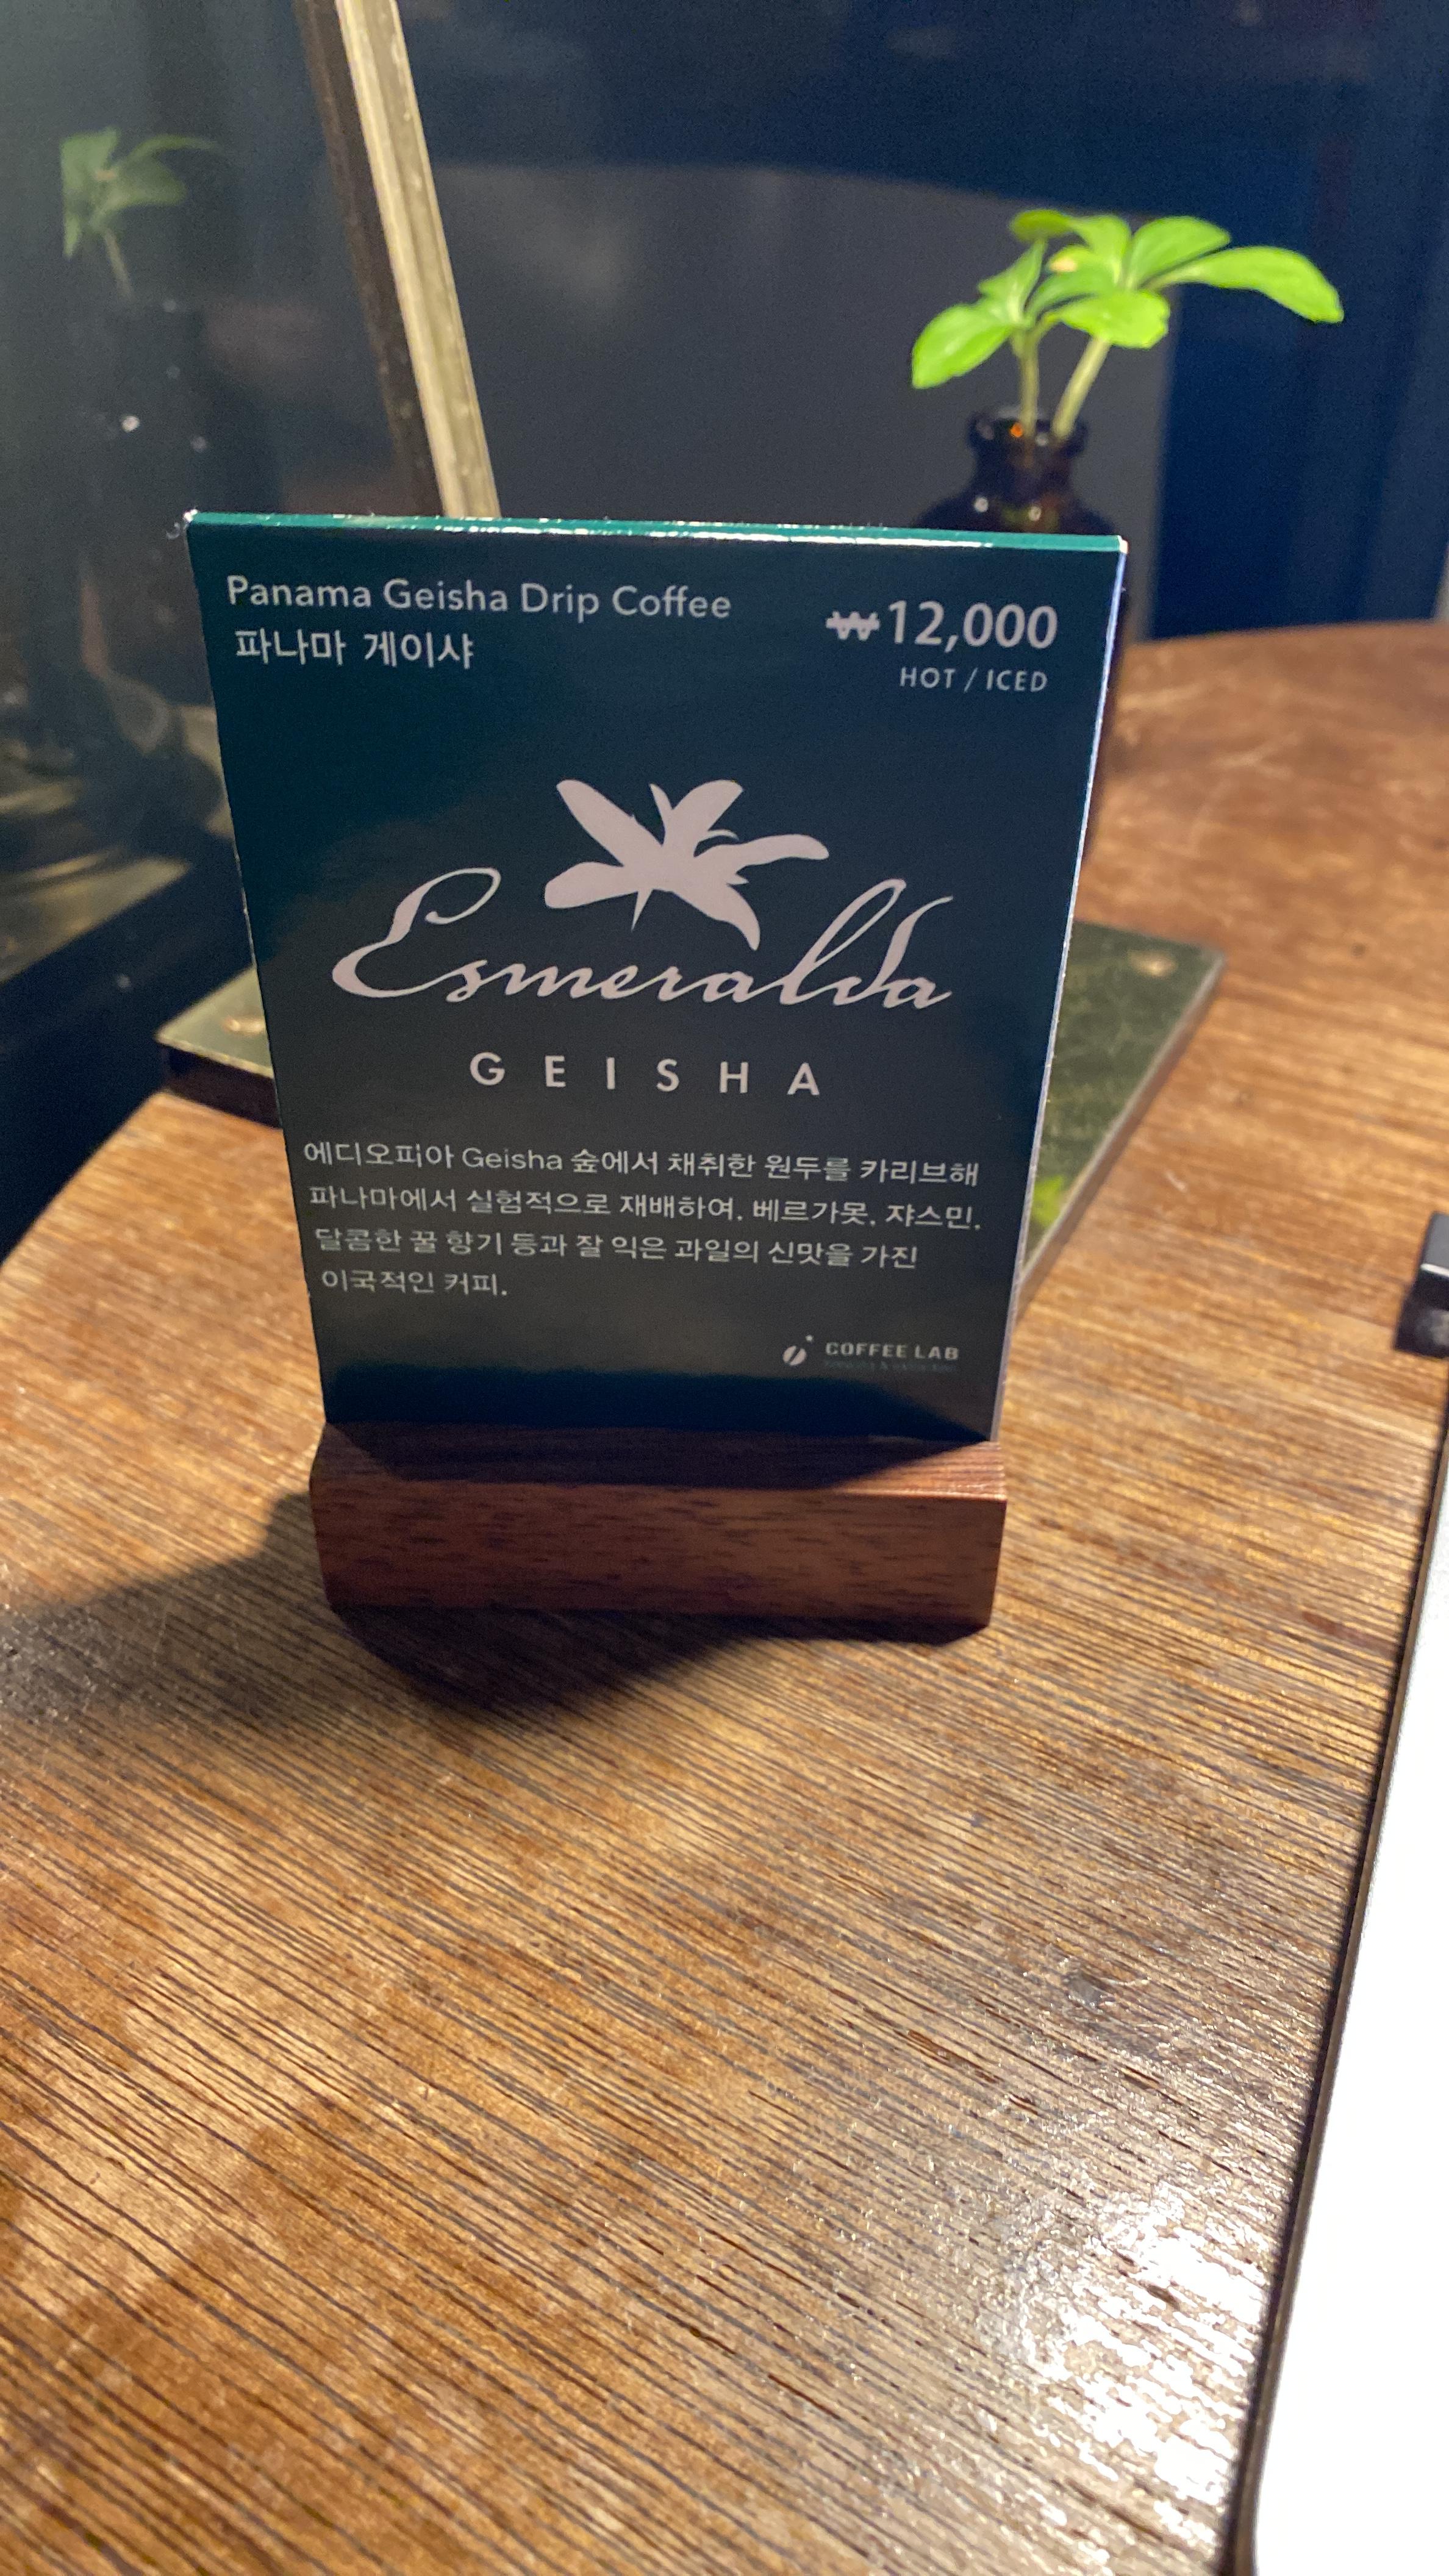 Panama Geisha Drip Coffee
파나마 게이샤
₩12,000
HOT / ICED
Esmeralda
GEISHA
에디오피아 Geisha 숲에서 채취한 원두를 카리브해
파나마에서 실험적으로 재배하여, 베르가못, 쟈스민,
달콤한 꿀 향기 등과 잘 익은 과일의 신맛을 가진
이국적인 커피.
COFFEE LAB